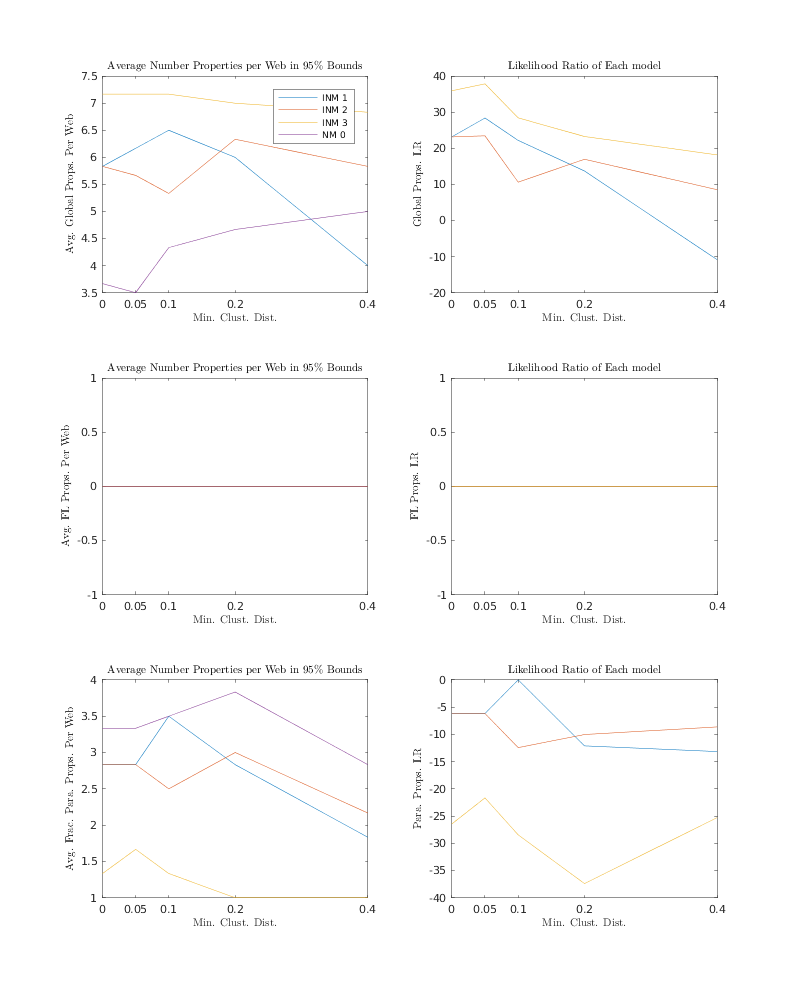 Average Number Properties per Web in 95% Bounds
7.5
7
6.5
6
5.5
5
4.5
4
3.5
Avg. Global Props. Per Web
INM 1
INM 2
INM 3
NM 0
0 0.05 0.1 0.2 0.4
Min. Clust. Dist.
Likelihood Ratio of Each model
40
30
20
10
0
-10
-20
Global Props. LR
0 0.05 0.1 0.2 0.4
Min. Clust. Dist.
Average Number Properties per Web in 95% Bounds
1
0.5
0
-0.5
-1
Avg. FL Props. Per Web
0 0.05 0.1 0.2 0.4
Min. Clust. Dist.
Likelihood Ratio of Each model
1
0.5
0
-0.5
-1
FL Props. LR
0 0.05 0.1 0.2 0.4
Min. Clust. Dist.
Average Number Properties per Web in 95% Bounds
4
3.5
3
2.5
2
1.5
1
Avg. Frac. Para. Props. Per Web
0 0.05 0.1 0.2 0.4
Min. Clust. Dist.
Likelihood Ratio of Each model
0
-5
-10
-15
-20
-25
-30
-35
-40
Para. Props. LR
0 0.05 0.1 0.2 0.4
Min. Clust. Dist.